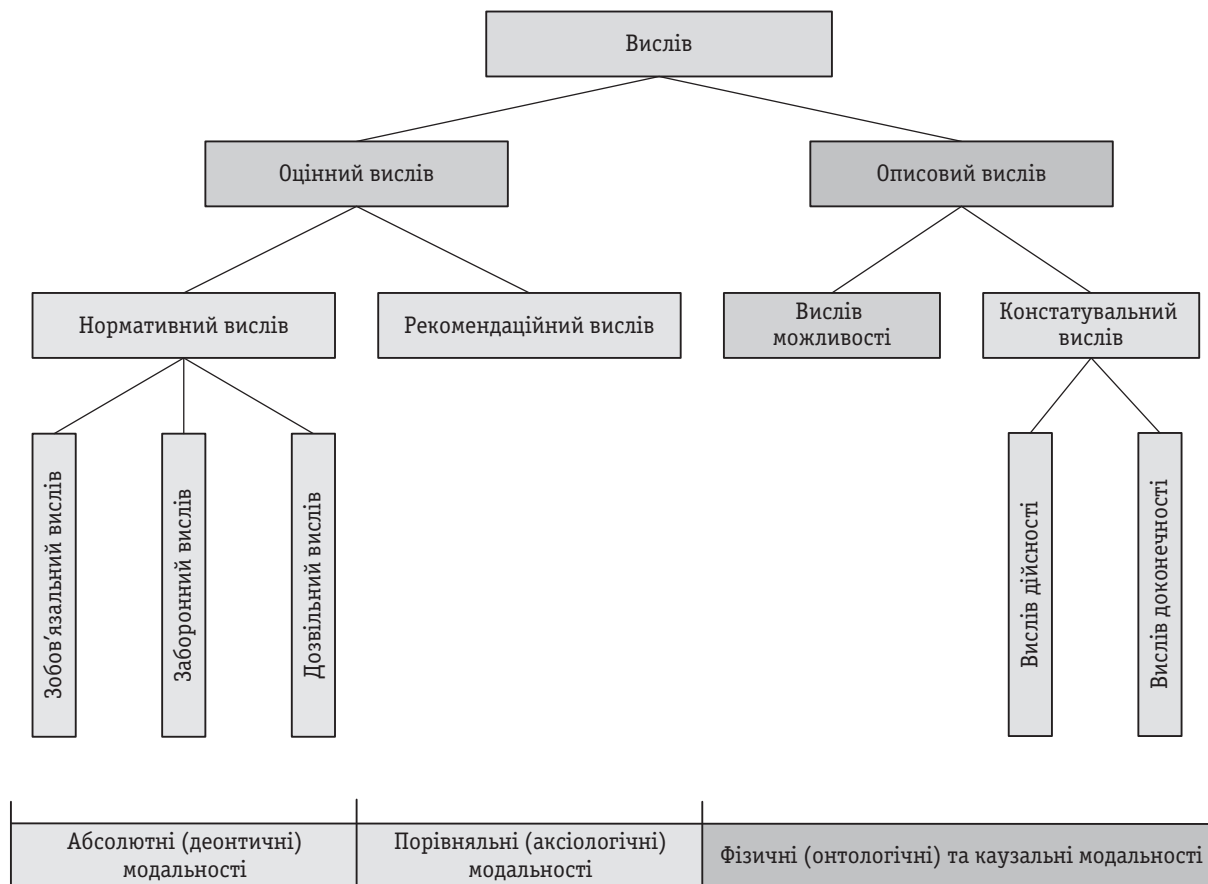 Вислів
Оцінний вислів
Описовий вислів
Нормативний вислів
Рекомендаційний вислів
Вислів
можливості
Констатувальний
вислів
Зобов'язальний вислів
Заборонний вислів
Дозвільний вислів
Вислів дійсності
Вислів доконечності
Абсолютні (деонтичні)
модальності
Порівняльні (аксіологічні)
модальності
Фізичні (онтологічні) та каузальні модальності